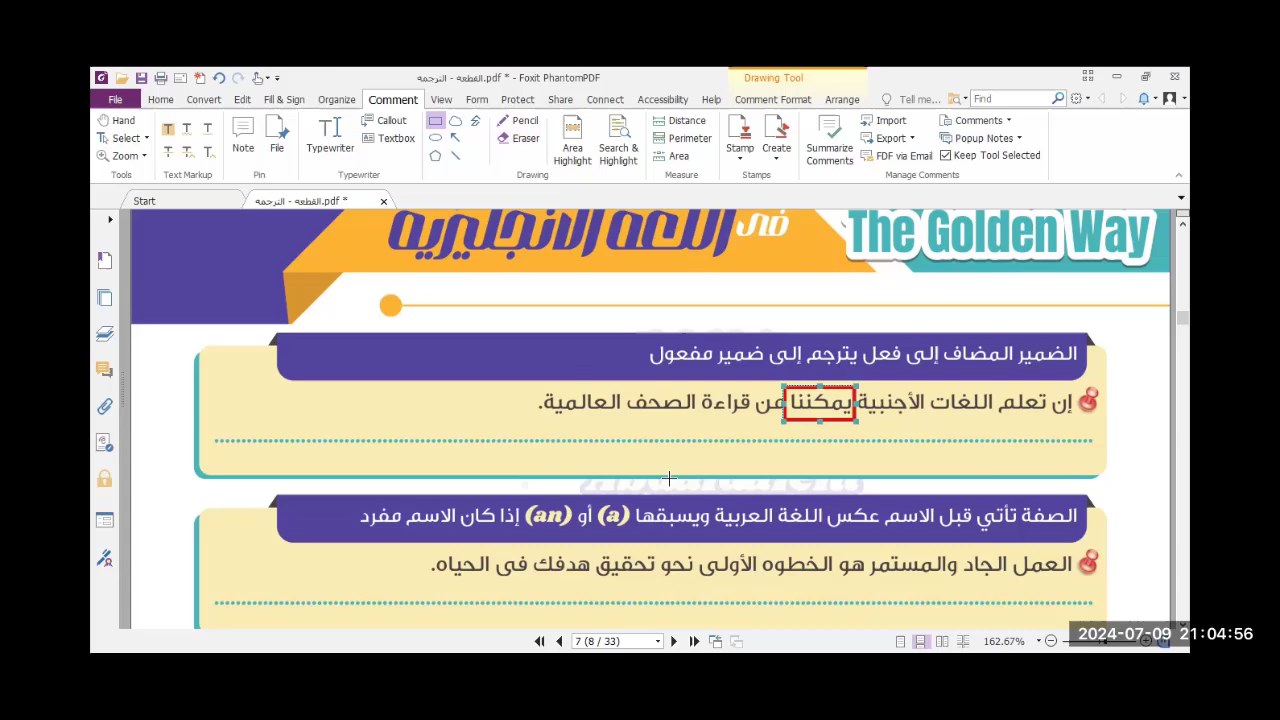 القطعه - الترجمه.pdf * - Foxit PhantomPDF
Drawing Tool
File Home Convert Edit Fill & Sign Organize Comment View Form Protect Share Connect Accessibility Help Comment Format Arrange Tell me... Find
Hand
Select
Zoom
Tools
Text Markup
Note
File
Pin
Typewriter
Callout
Textbox
Typewriter
Pencil
Eraser
Area Highlight
Search & Highlight
Drawing
Distance
Perimeter
Area
Measure
Stamp
Create
Stamps
Summarize Comments
Import
Export
FDF via Email
Comments
Popup Notes
Keep Tool Selected
Manage Comments
Start
القطعه - الترجمه.pdf *
The Golden Way
فى اللغة الانجليزية
الضمير المضاف إلى فعل يترجم إلى ضمير مفعول
إن تعلم اللغات الأجنبية يمكننا من قراءة الصحف العالمية.
الصفة تأتي قبل الاسم عكس اللغة العربية ويسبقها (a) أو (an) إذا كان الاسم مفرد
العمل الجاد والمستمر هو الخطوه الأولى نحو تحقيق هدفك فى الحياه.
7 (8 / 33)
162.67%
2024-07-09 21:04:56